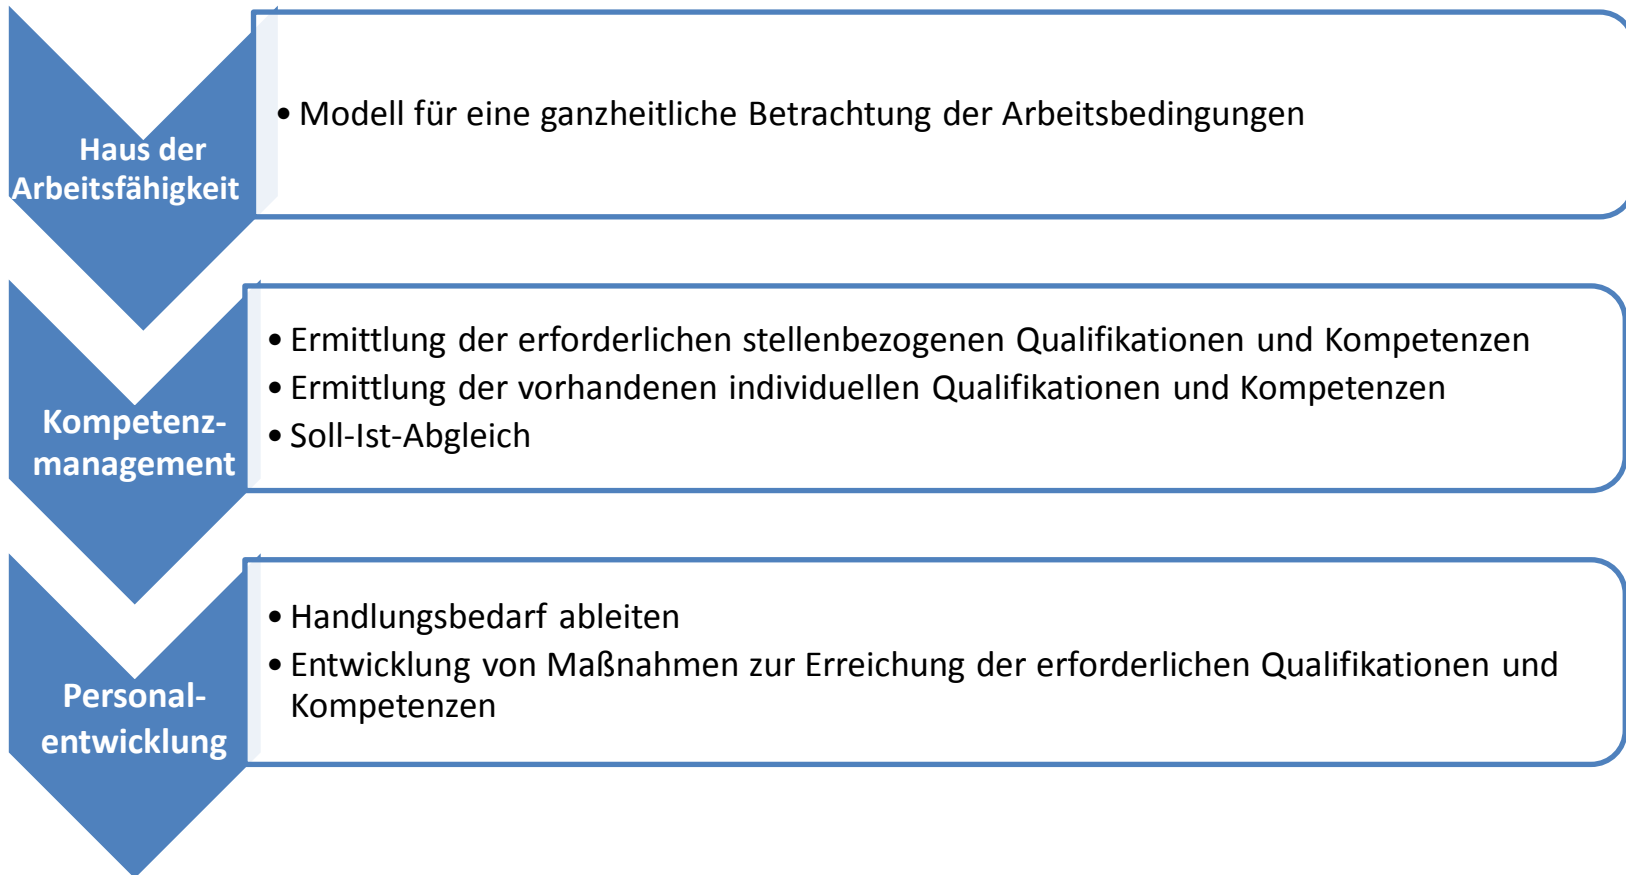 Haus der
Arbeitsfähigkeit
• Modell für eine ganzheitliche Betrachtung der Arbeitsbedingungen
Kompetenz-
management
• Ermittlung der erforderlichen stellenbezogenen Qualifikationen und Kompetenzen
• Ermittlung der vorhandenen individuellen Qualifikationen und Kompetenzen
• Soll-Ist-Abgleich
Personal-
entwicklung
• Handlungsbedarf ableiten
• Entwicklung von Maßnahmen zur Erreichung der erforderlichen Qualifikationen und
Kompetenzen